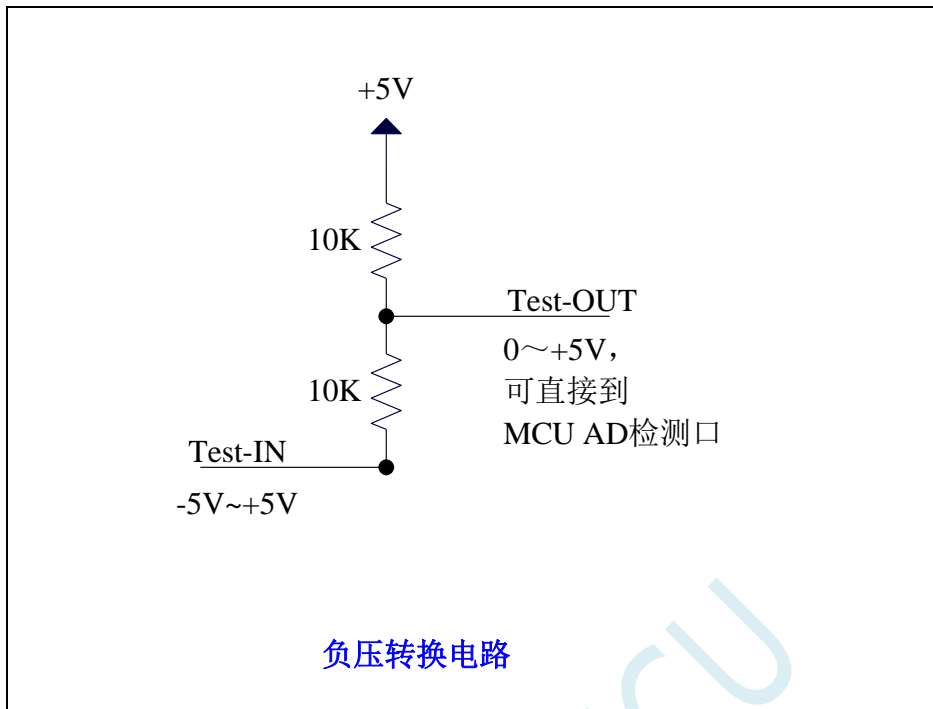 +5V
10K
Test-OUT
0～+5V，
可直接到
MCU AD检测口
10K
Test-IN
-5V~+5V
负压转换电路